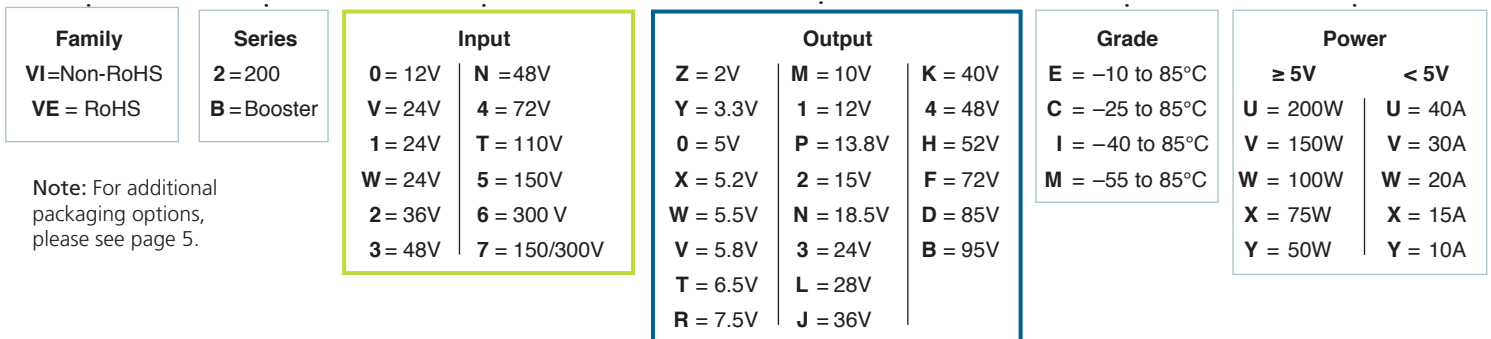 Family
VI=Non-RoHS
VE = RoHS
Series
2=200
B=Booster
Input
0= 12V N =48V
V= 24V 4 = 72V
1= 24V T = 110V
W= 24V 5 = 150V
2= 36V 6 = 300 V
3= 48V 7 = 150/300V
Output
Z = 2V M = 10V K = 40V
Y = 3.3V 1 = 12V 4 = 48V
0 = 5V P = 13.8V H = 52V
X = 5.2V 2 = 15V F = 72V
W = 5.5V N = 18.5V D = 85V
V = 5.8V 3 = 24V B = 95V
T = 6.5V L = 28V
R = 7.5V J = 36V
Grade
E = –10 to 85°C
C = –25 to 85°C
I = –40 to 85°C
M = –55 to 85°C
Power
≥ 5V < 5V
U = 200W U = 40A
V = 150W V = 30A
W = 100W W = 20A
X = 75W X = 15A
Y = 50W Y = 10A
Note: For additional
packaging options,
please see page 5.